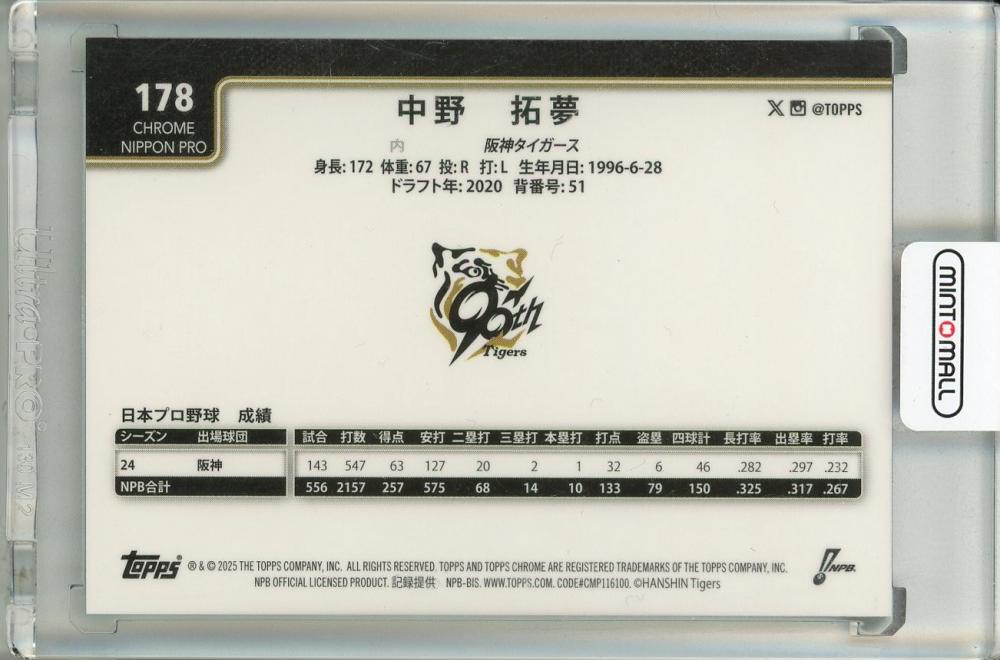 178
CHROME
NIPPON PRO
中野 拓夢
@TOPPS
内 阪神タイガース
身長: 172 体重: 67 投: R 打: L 生年月日: 1996-6-28
ドラフト年: 2020 背番号: 51
90th
Tigers
日本プロ野球 成績
シーズン 出場球団 試合 打数 得点 安打 二塁打 三塁打 本塁打 打点 盗塁 四球計 長打率 出塁率 打率
24 阪神 143 547 63 127 20 2 1 32 6 46 .282 .297 .232
NPB合計 556 2157 257 575 68 14 10 133 79 150 .325 .317 .267
topps ® & © 2025 THE TOPPS COMPANY, INC. ALL RIGHTS RESERVED. TOPPS AND TOPPS CHROME ARE REGISTERED TRADEMARKS OF THE TOPPS COMPANY, INC.
NPB OFFICIAL LICENSED PRODUCT. 記録提供 NPB-BIS. WWW.TOPPS.COM. CODE#CMP116100. ©HANSHIN Tigers
NPB.
MINT MALL
Ultra·PRO® 130 M2